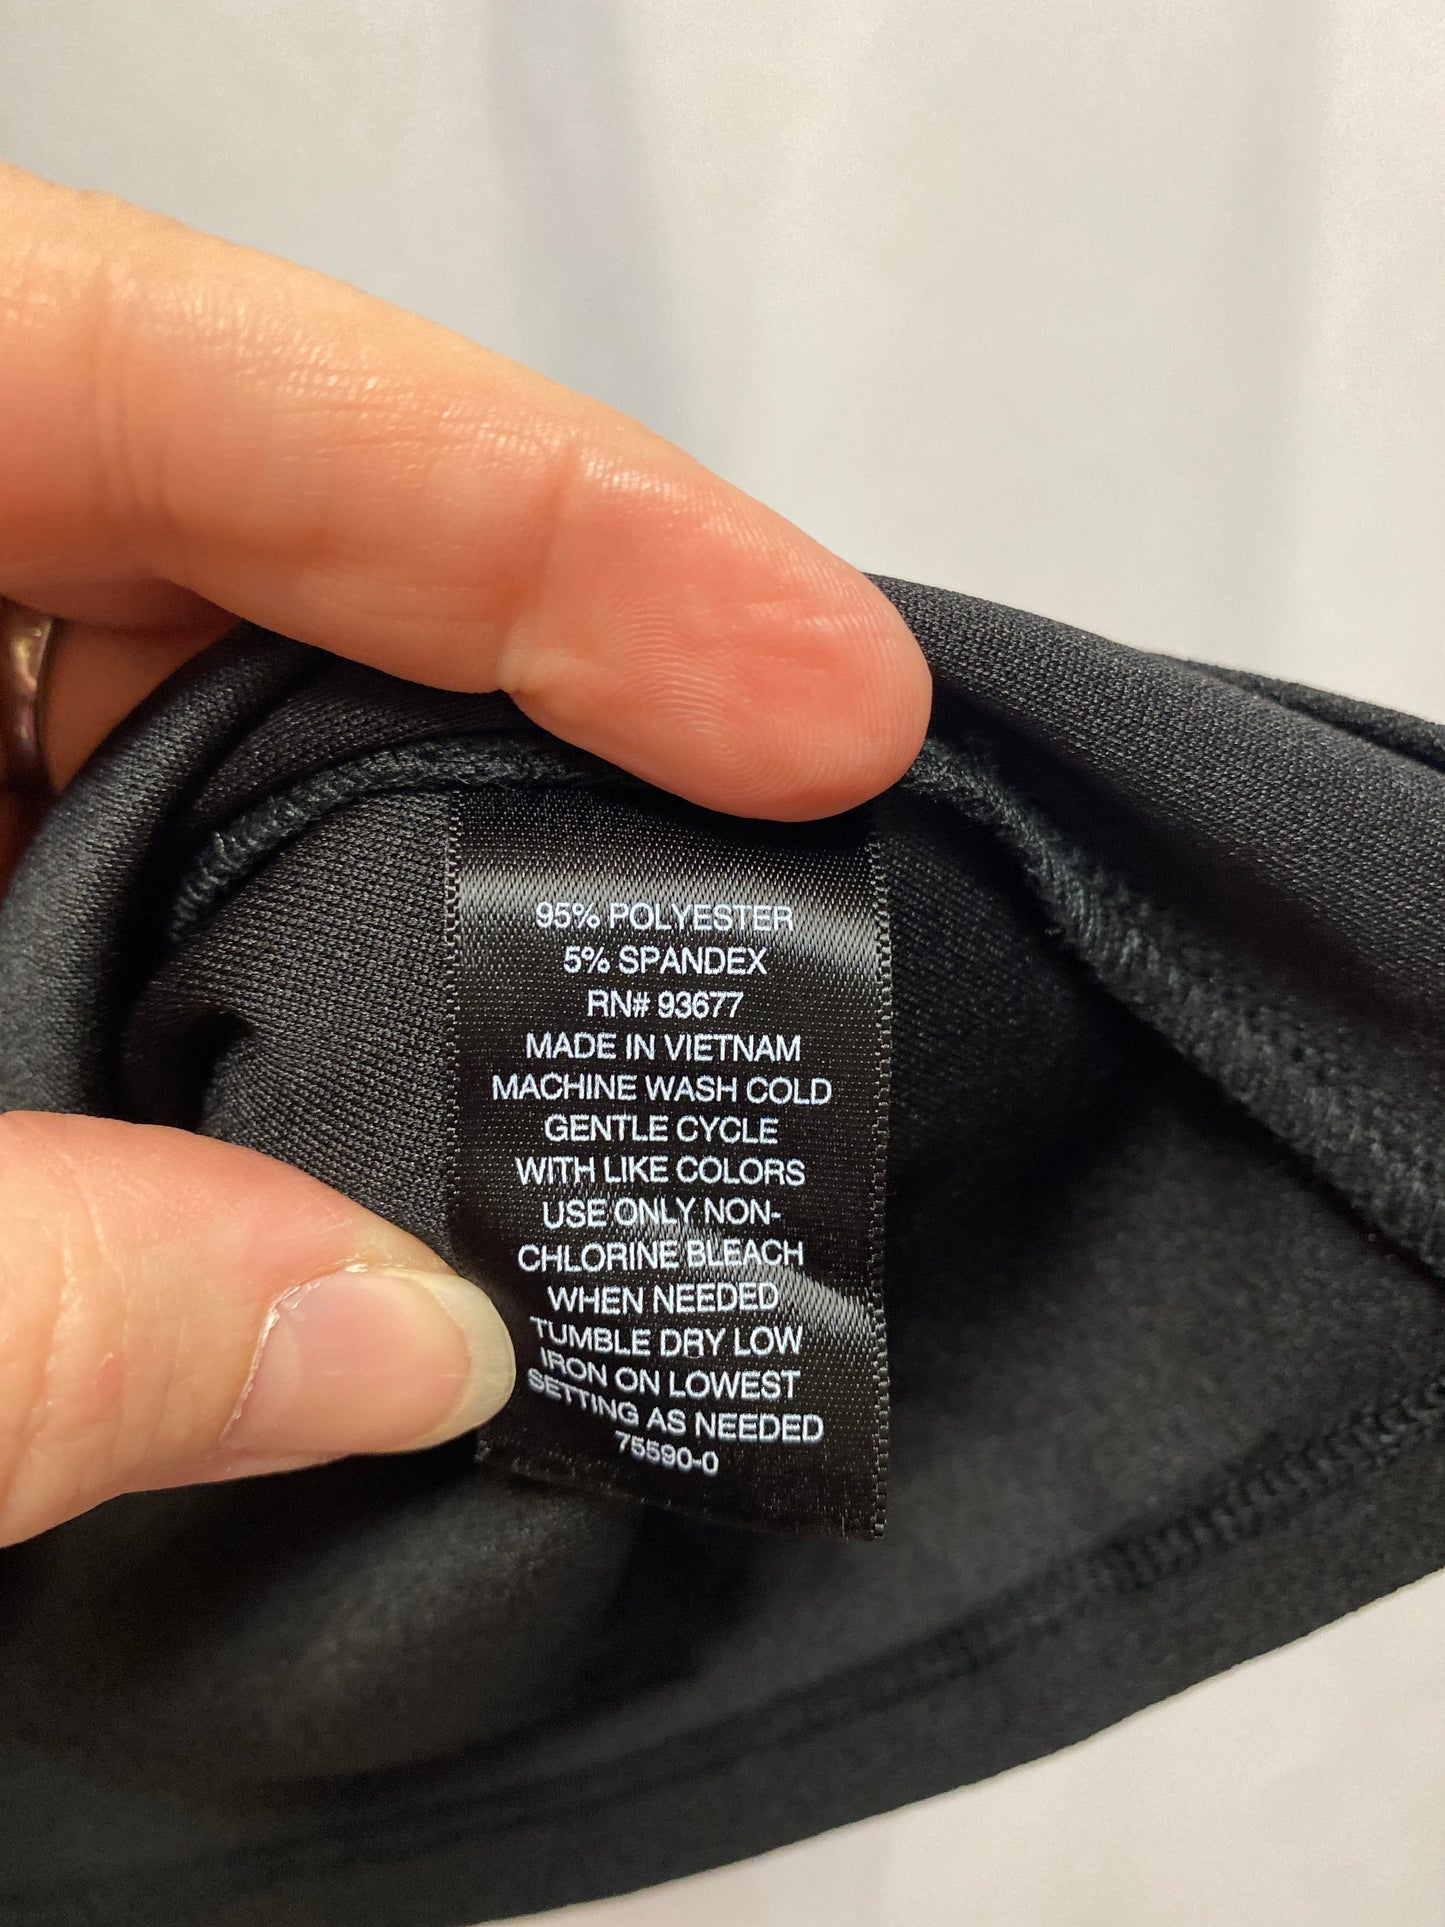 95% POLYESTER
5% SPANDEX
RN# 93677
MADE IN VIETNAM
MACHINE WASH COLD
GENTLE CYCLE
WITH LIKE COLORS
USE ONLY NON-
CHLORINE BLEACH
WHEN NEEDED
TUMBLE DRY LOW
IRON ON LOWEST
SETTING AS NEEDED
75590-0